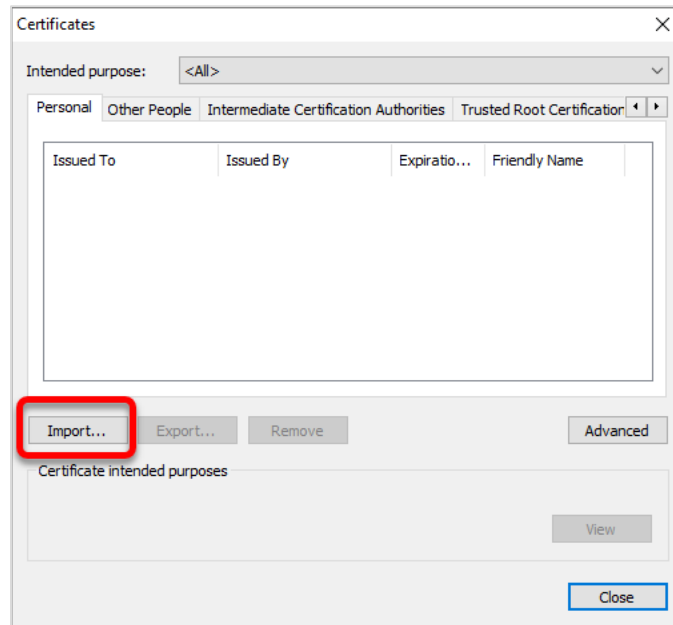 Certificates
Intended purpose: <All>
Personal Other People Intermediate Certification Authorities Trusted Root Certification
Issued To Issued By Expiratio... Friendly Name
Import... Export... Remove Advanced
Certificate intended purposes
View
Close